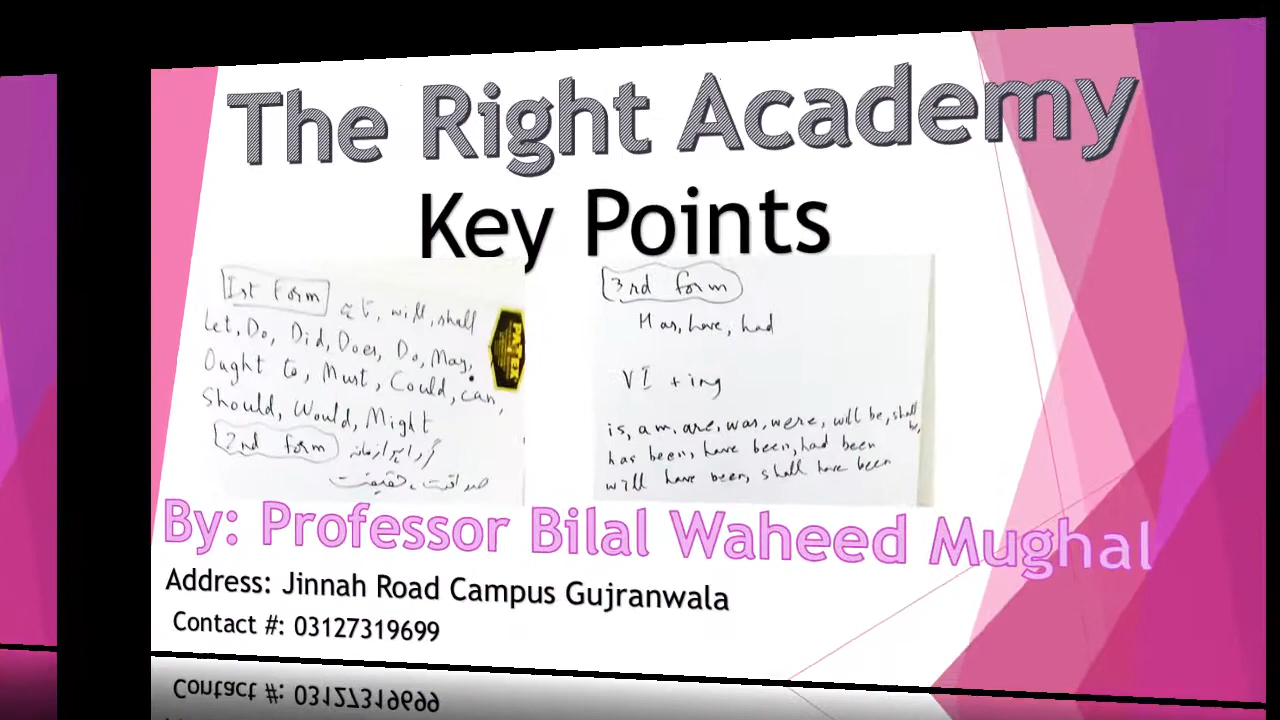 The Right Academy
Key Points
1st Form
will, shall
Let, Do, Did, Does, Do, May,
Ought to, Must, Could, can,
Should, Would, Might
2nd form
صداقت، حقیقت
PATEX
3rd form
Has, have, had
VI + ing
is, am, are, was, were, will be, shall be,
has been, have been, had been
will have been, shall have been
By: Professor Bilal Waheed Mughal
Address: Jinnah Road Campus Gujranwala
Contact #: 03127319699
Contact #: 03127319699